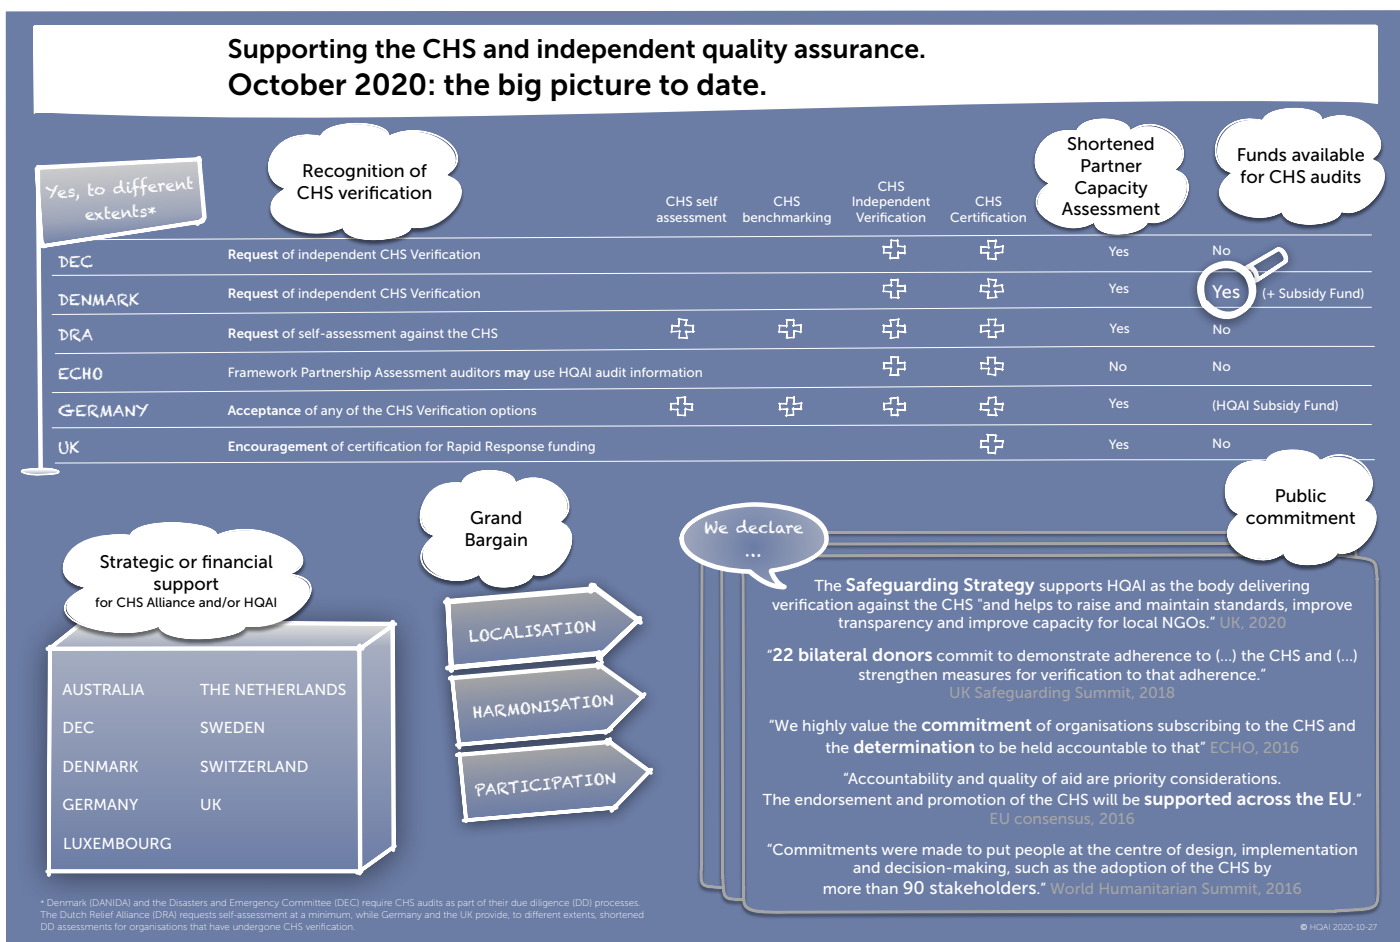 Supporting the CHS and independent quality assurance.
October 2020: the big picture to date.
Yes, to different
extents*
Recognition of
CHS verification
CHS self
assessment
CHS
benchmarking
CHS
Independent
Verification
CHS
Certification
Shortened
Partner
Capacity
Assessment
Funds available
for CHS audits
DEC Request of independent CHS Verification Yes No
DENMARK Request of independent CHS Verification Yes Yes (+ Subsidy Fund)
DRA Request of self-assessment against the CHS Yes No
ECHO Framework Partnership Assessment auditors may use HQAI audit information No No
GERMANY Acceptance of any of the CHS Verification options Yes (HQAI Subsidy Fund)
UK Encouragement of certification for Rapid Response funding Yes No
Strategic or financial
support
for CHS Alliance and/or HQAI
AUSTRALIA THE NETHERLANDS
DEC SWEDEN
DENMARK SWITZERLAND
GERMANY UK
LUXEMBOURG
Grand
Bargain
LOCALISATION
HARMONISATION
PARTICIPATION
We declare
...
Public
commitment
The Safeguarding Strategy supports HQAI as the body delivering
verification against the CHS "and helps to raise and maintain standards, improve
transparency and improve capacity for local NGOs.” UK, 2020
“22 bilateral donors commit to demonstrate adherence to (...) the CHS and (...)
strengthen measures for verification to that adherence.”
UK Safeguarding Summit, 2018
“We highly value the commitment of organisations subscribing to the CHS and
the determination to be held accountable to that” ECHO, 2016
“Accountability and quality of aid are priority considerations.
The endorsement and promotion of the CHS will be supported across the EU.”
EU consensus, 2016
“Commitments were made to put people at the centre of design, implementation
and decision-making, such as the adoption of the CHS by
more than 90 stakeholders.” World Humanitarian Summit, 2016
* Denmark (DANIDA) and the Disasters and Emergency Committee (DEC) require CHS audits as part of their due diligence (DD) processes.
The Dutch Relief Alliance (DRA) requests self-assessment at a minimum, while Germany and the UK provide, to different extents, shortened
DD assessments for organisations that have undergone CHS verification.
© HQAI 2020-10-27